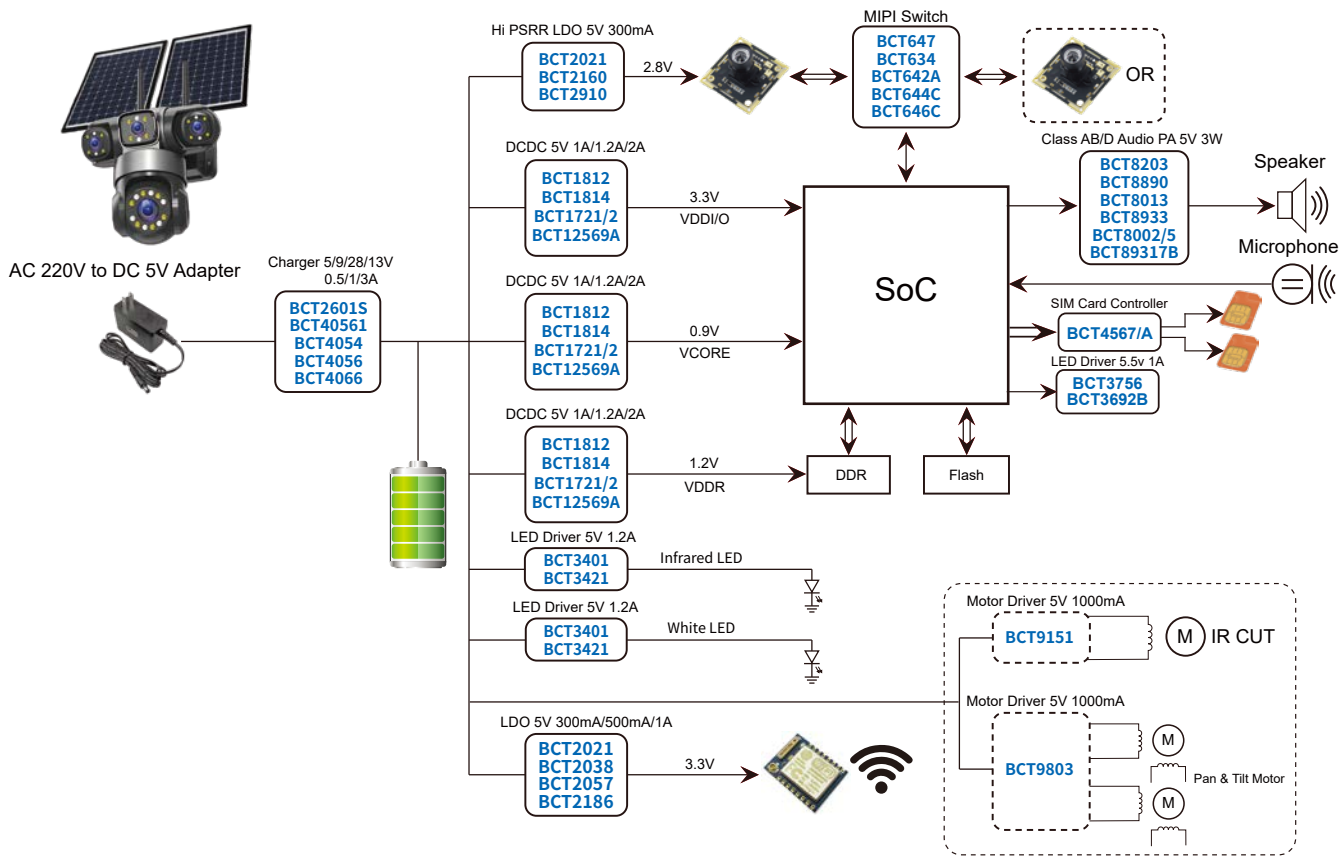 Hi PSRR LDO 5V 300mA
BCT2021
BCT2160
BCT2910
2.8V
MIPI Switch
BCT647
BCT634
BCT642A
BCT644C
BCT646C
OR
DCDC 5V 1A/1.2A/2A
BCT1812
BCT1814
BCT1721/2
BCT12569A
3.3V
VDDI/O
Class AB/D Audio PA 5V 3W
BCT8203
BCT8890
BCT8013
BCT8933
BCT8002/5
BCT89317B
Speaker
Microphone
AC 220V to DC 5V Adapter
Charger 5/9/28/13V
0.5/1/3A
BCT2601S
BCT40561
BCT4054
BCT4056
BCT4066
DCDC 5V 1A/1.2A/2A
BCT1812
BCT1814
BCT1721/2
BCT12569A
0.9V
VCORE
SoC
SIM Card Controller
BCT4567/A
LED Driver 5.5v 1A
BCT3756
BCT3692B
DCDC 5V 1A/1.2A/2A
BCT1812
BCT1814
BCT1721/2
BCT12569A
1.2V
VDDR
DDR
Flash
LED Driver 5V 1.2A
BCT3401
BCT3421
Infrared LED
LED Driver 5V 1.2A
BCT3401
BCT3421
White LED
Motor Driver 5V 1000mA
BCT9151
M
IR CUT
Motor Driver 5V 1000mA
BCT9803
M
Pan & Tilt Motor
M
LDO 5V 300mA/500mA/1A
BCT2021
BCT2038
BCT2057
BCT2186
3.3V